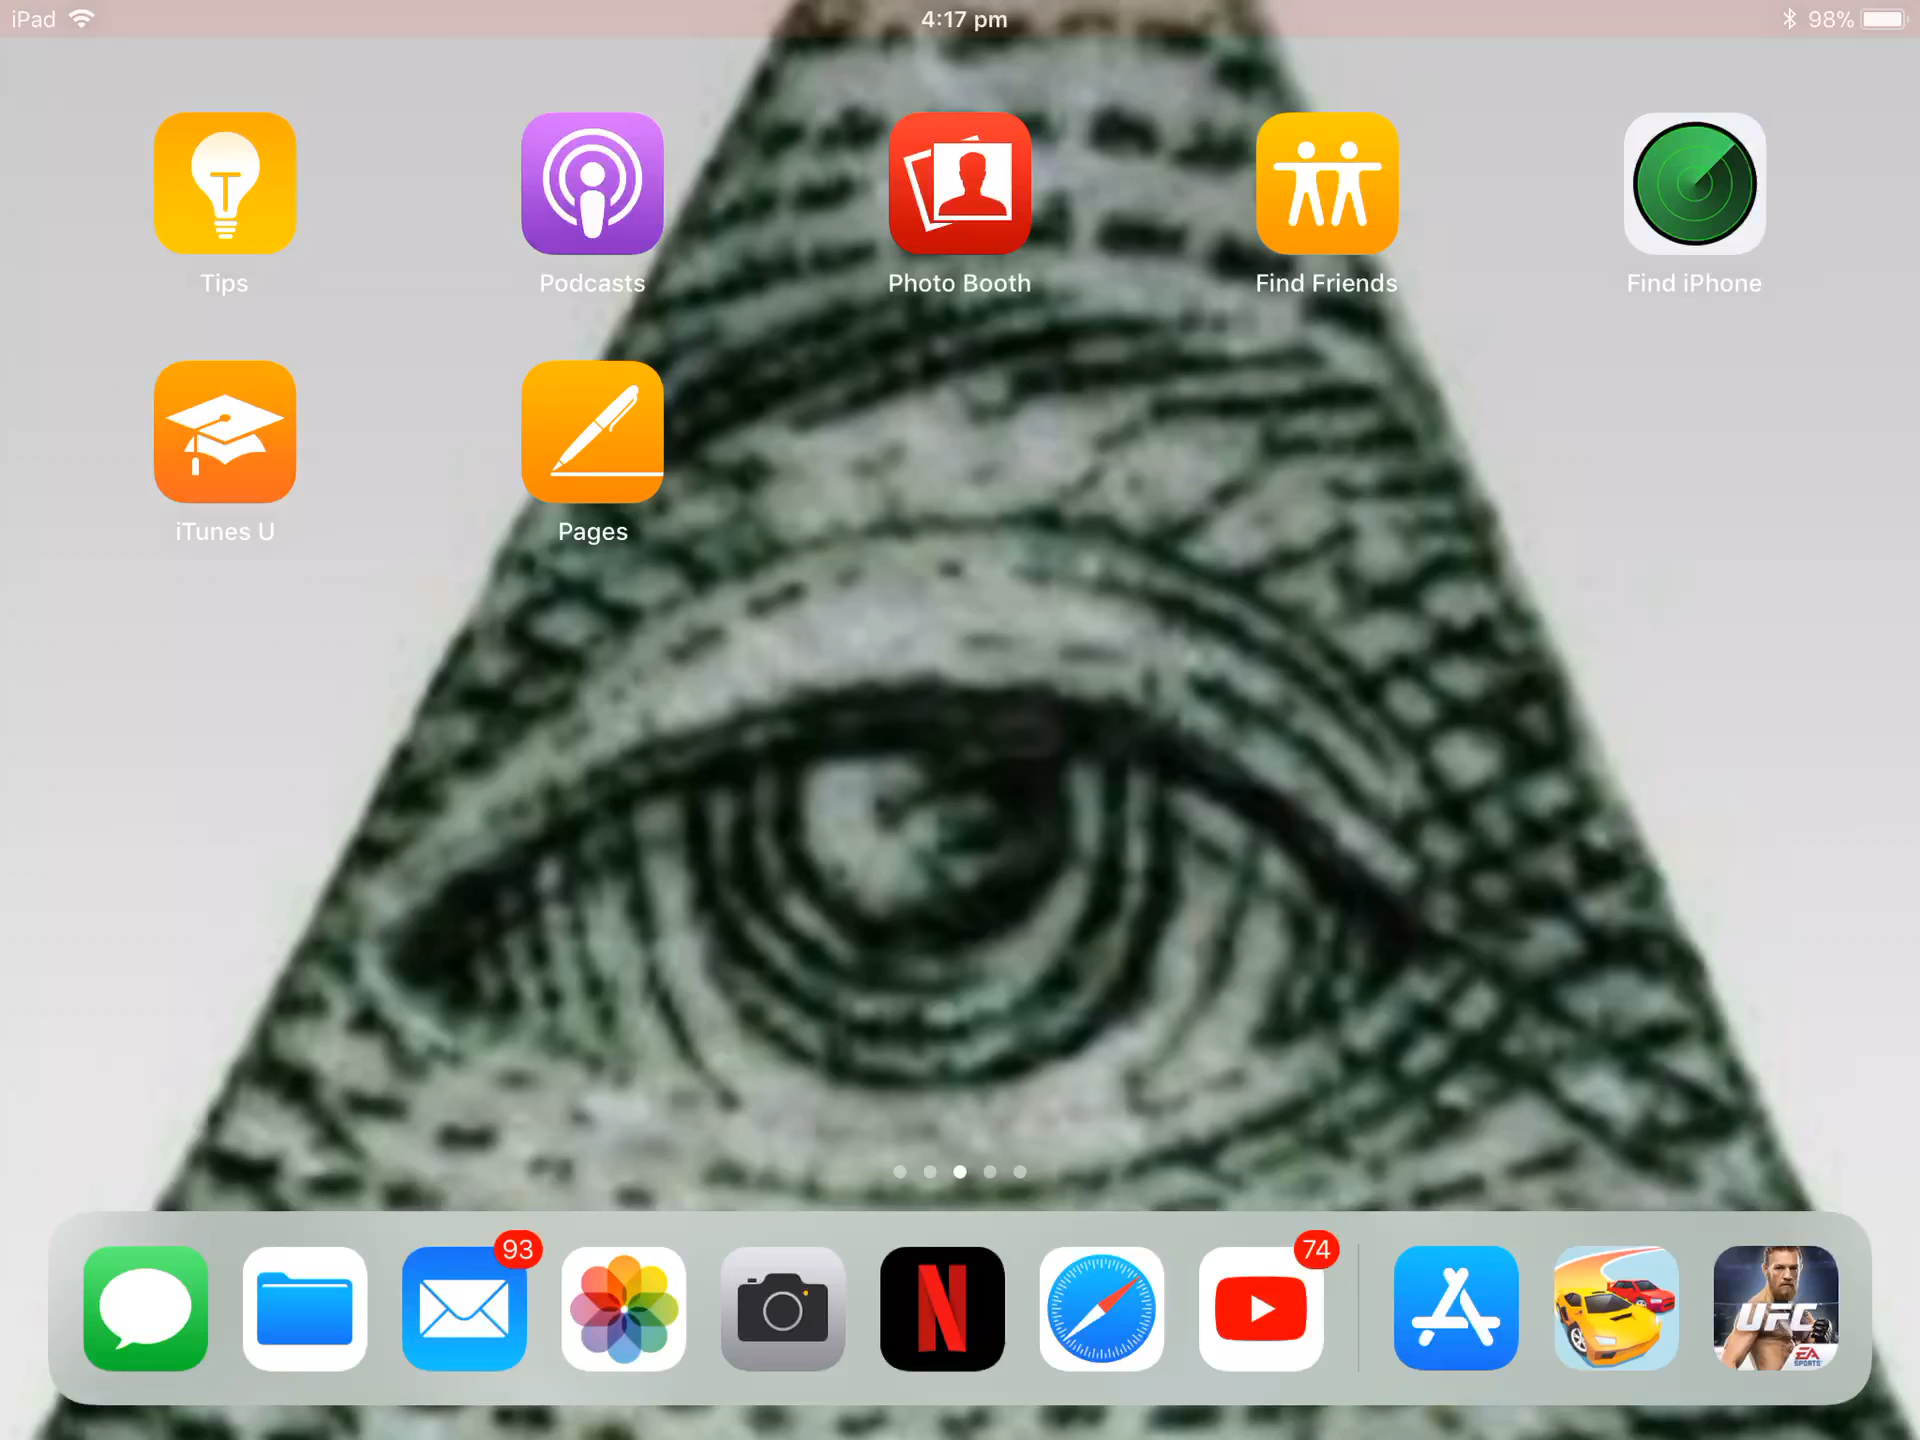 iPad 4:17 pm 98%
Tips Podcasts Photo Booth Find Friends Find iPhone
iTunes U Pages
93 74
N UFC
EA
SPORTS